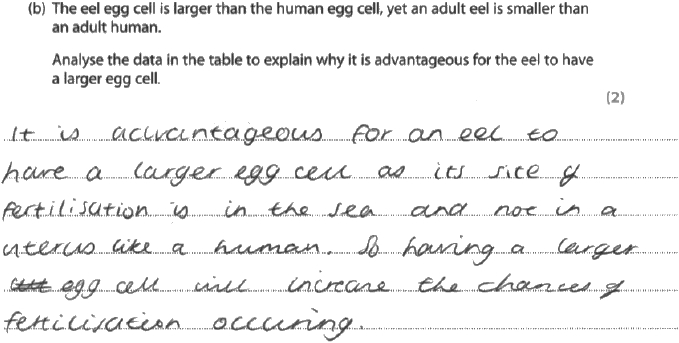 (b) The eel egg cell is larger than the human egg cell, yet an adult eel is smaller than
an adult human.
Analyse the data in the table to explain why it is advantageous for the eel to have
a larger egg cell.
(2)
It is advantageous for an eel to
have a larger egg cell as its site of
fertilisation is in the sea and not in a
uterus like a human. So having a larger
egg cell will increase the chances of
fertilisation occuring.